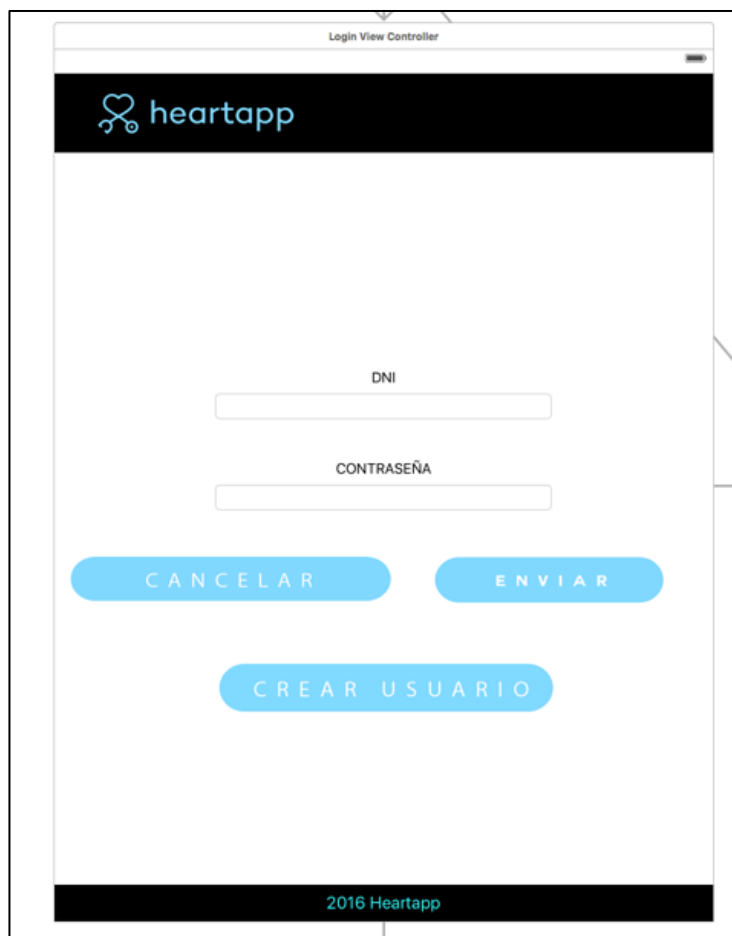 Login View Controller
heartapp
DNI
CONTRASEÑA
CANCELAR ENVIAR
CREAR USUARIO
2016 Heartapp